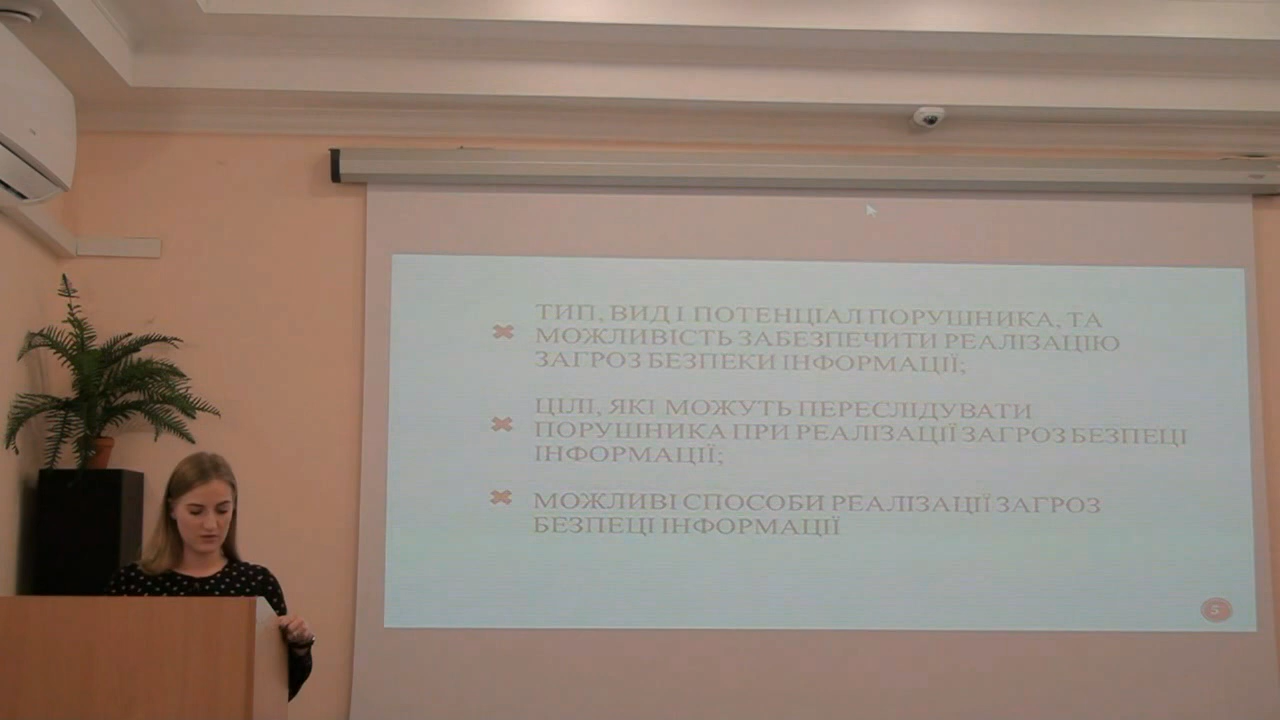 ТИП, ВИД І ПОТЕНЦІАЛ ПОРУШНИКА, ТА
МОЖЛИВІСТЬ ЗАБЕЗПЕЧИТИ РЕАЛІЗАЦІЮ
ЗАГРОЗ БЕЗПЕКИ ІНФОРМАЦІЇ;
ЦІЛІ, ЯКІ МОЖУТЬ ПЕРЕСЛІДУВАТИ
ПОРУШНИКА ПРИ РЕАЛІЗАЦІЇ ЗАГРОЗ БЕЗПЕЦІ
ІНФОРМАЦІЇ;
МОЖЛИВІ СПОСОБИ РЕАЛІЗАЦІЇ ЗАГРОЗ
БЕЗПЕЦІ ІНФОРМАЦІЇ
5